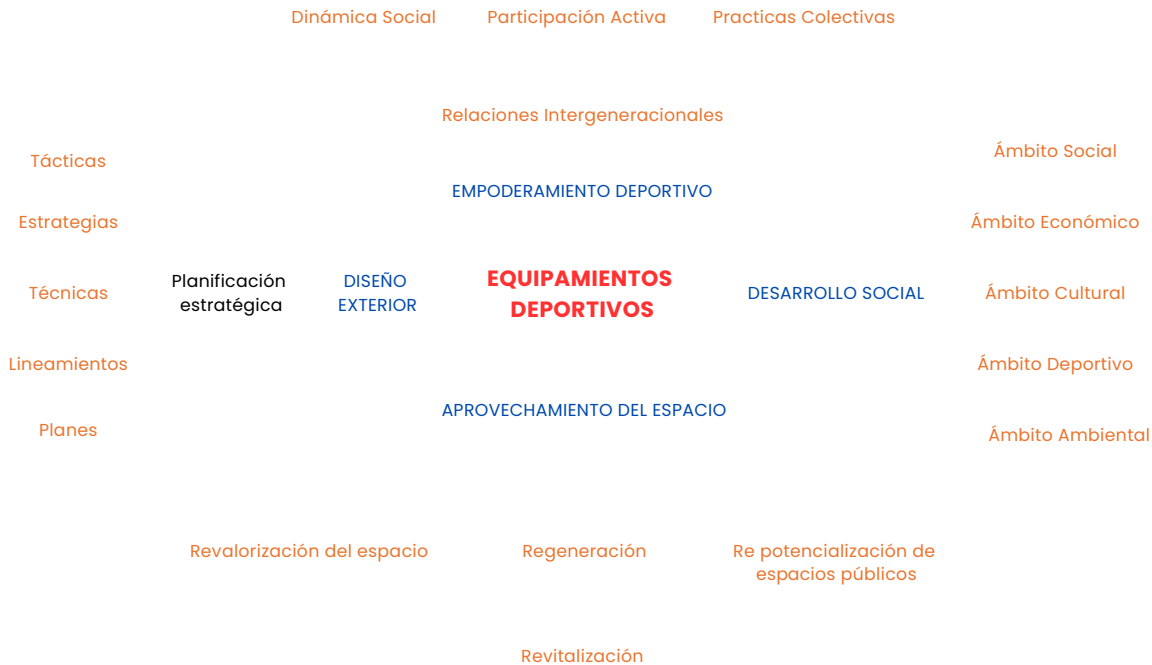 Dinámica Social
Participación Activa
Practicas Colectivas
Relaciones Intergeneracionales
Tácticas
Ámbito Social
EMPODERAMIENTO DEPORTIVO
Estrategias
Ámbito Económico
Planificación
estratégica
DISEÑO
EXTERIOR
EQUIPAMIENTOS
DEPORTIVOS
Técnicas
DESARROLLO SOCIAL
Ámbito Cultural
Lineamientos
Ámbito Deportivo
APROVECHAMIENTO DEL ESPACIO
Planes
Ámbito Ambiental
Revalorización del espacio
Regeneración
Re potencialización de
espacios públicos
Revitalización